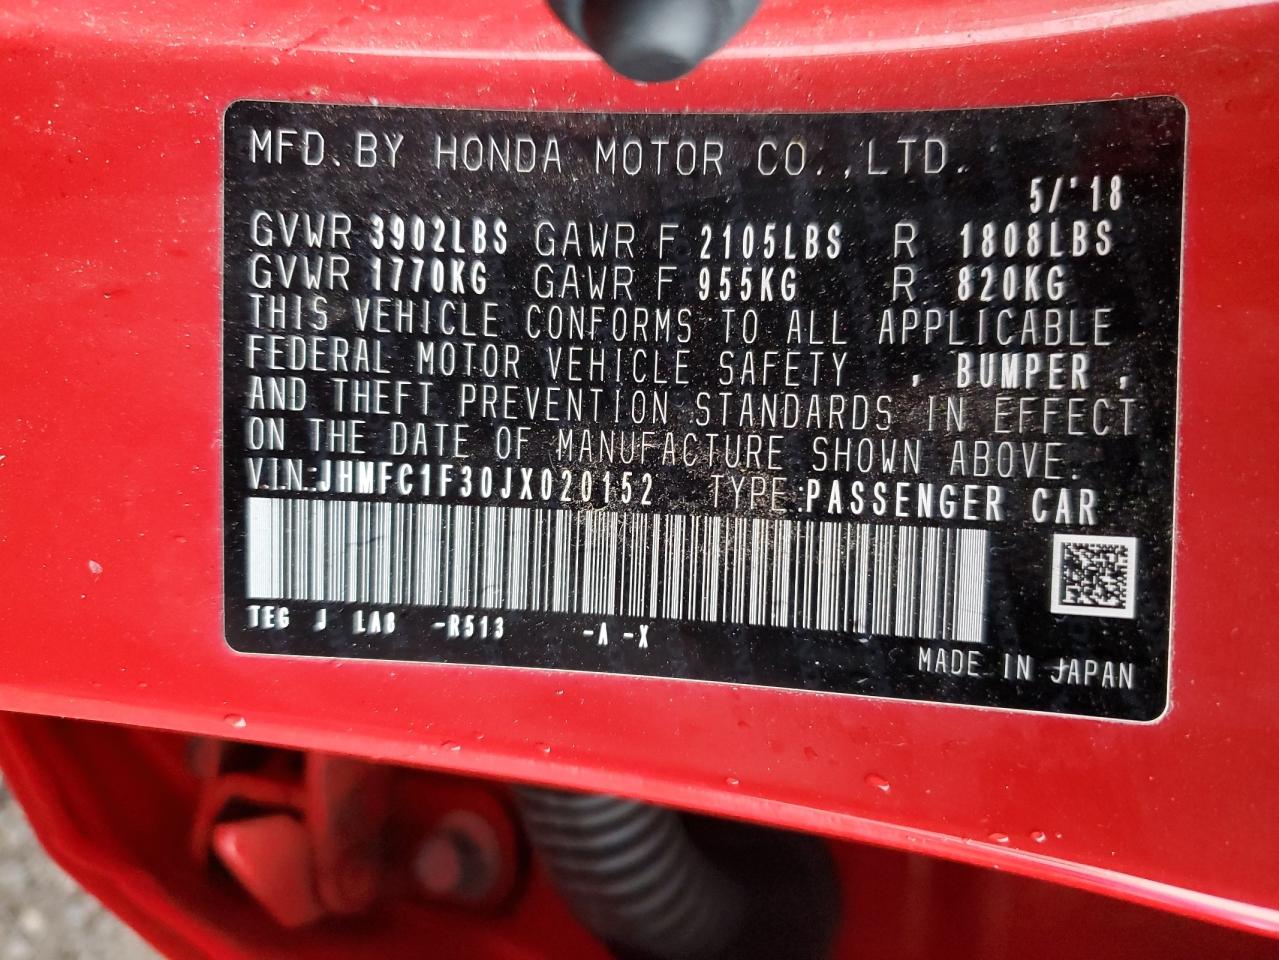 MFD.BY HONDA MOTOR CO.,LTD.
5/'18
GVWR 3902LBS GAWR F 2105LBS R 1808LBS
GVWR 1770KG GAWR F 955KG R 820KG
THIS VEHICLE CONFORMS TO ALL APPLICABLE
FEDERAL MOTOR VEHICLE SAFETY , BUMPER ,
AND THEFT PREVENTION STANDARDS IN EFFECT
ON THE DATE OF MANUFACTURE SHOWN ABOVE.
V.I.N.:JHMFC1F30JX020152 TYPE:PASSENGER CAR
TEG J LA8 -R513 -A -X
MADE IN JAPAN